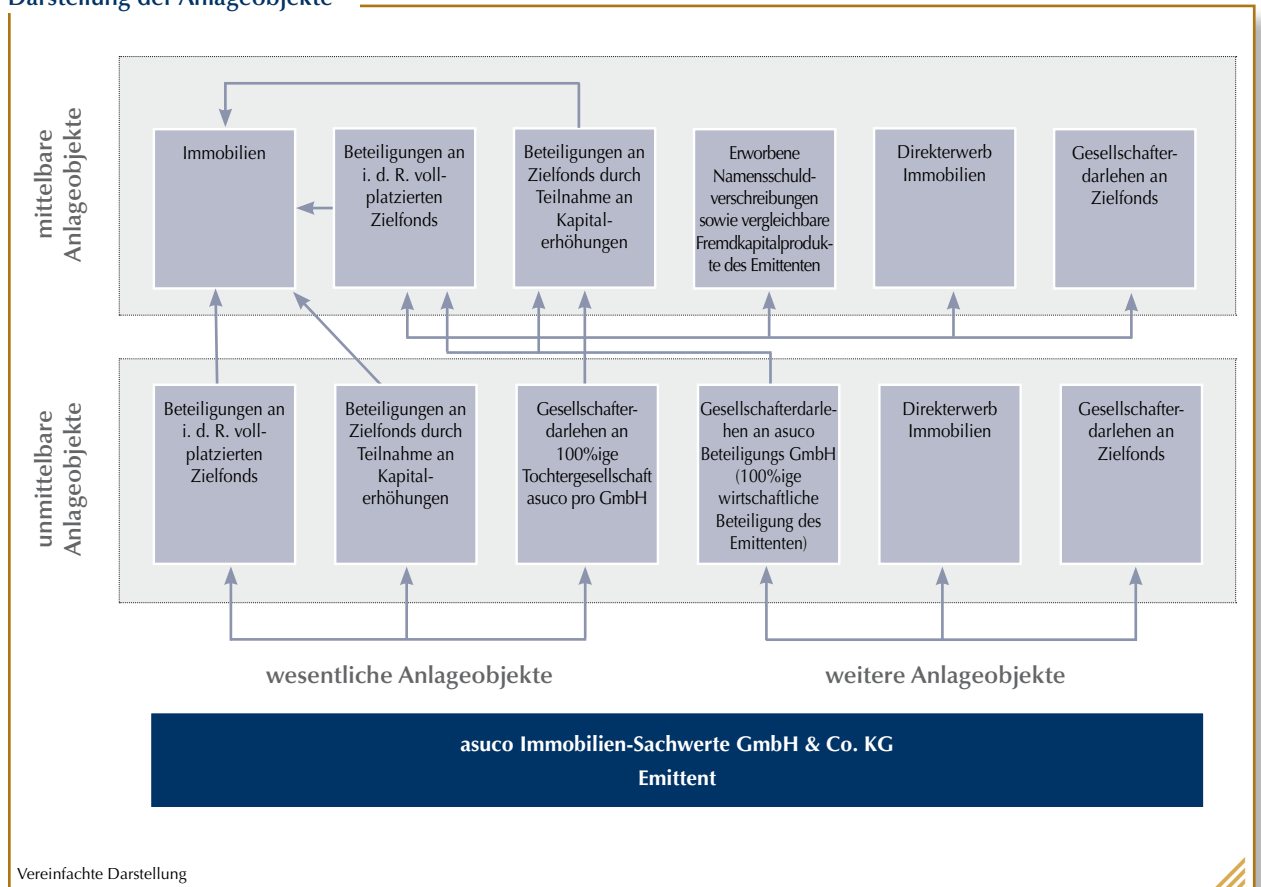 Darstellung der Anlageobjekte
mittelbare
Anlageobjekte
Immobilien
Beteiligungen an
i. d. R. voll-
platzierten
Zielfonds
Beteiligungen an
Zielfonds durch
Teilnahme an
Kapital-
erhöhungen
Erworbene
Namensschuld-
verschreibungen
sowie vergleichbare
Fremdkapitalproduk-
te des Emittenten
Direkterwerb
Immobilien
Gesellschafter-
darlehen an
Zielfonds
unmittelbare
Anlageobjekte
Beteiligungen an
i. d. R. voll-
platzierten
Zielfonds
Beteiligungen an
Zielfonds durch
Teilnahme an
Kapital-
erhöhungen
Gesellschafter-
darlehen an
100%ige
Tochtergesellschaft
asuco pro GmbH
Gesellschafterdarle-
hen an asuco
Beteiligungs GmbH
(100%ige
wirtschaftliche
Beteiligung des
Emittenten)
Direkterwerb
Immobilien
Gesellschafter-
darlehen an
Zielfonds
wesentliche Anlageobjekte
weitere Anlageobjekte
asuco Immobilien-Sachwerte GmbH & Co. KG
Emittent
Vereinfachte Darstellung